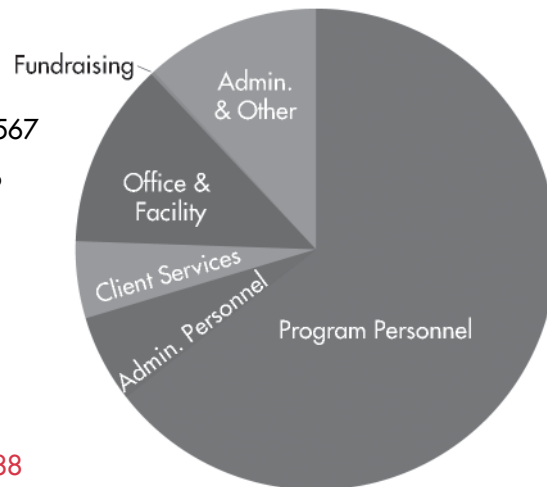 Fundraising
Admin.
& Other
567
Office &
Facility
Client Services
Admin. Personnel
Program Personnel
38